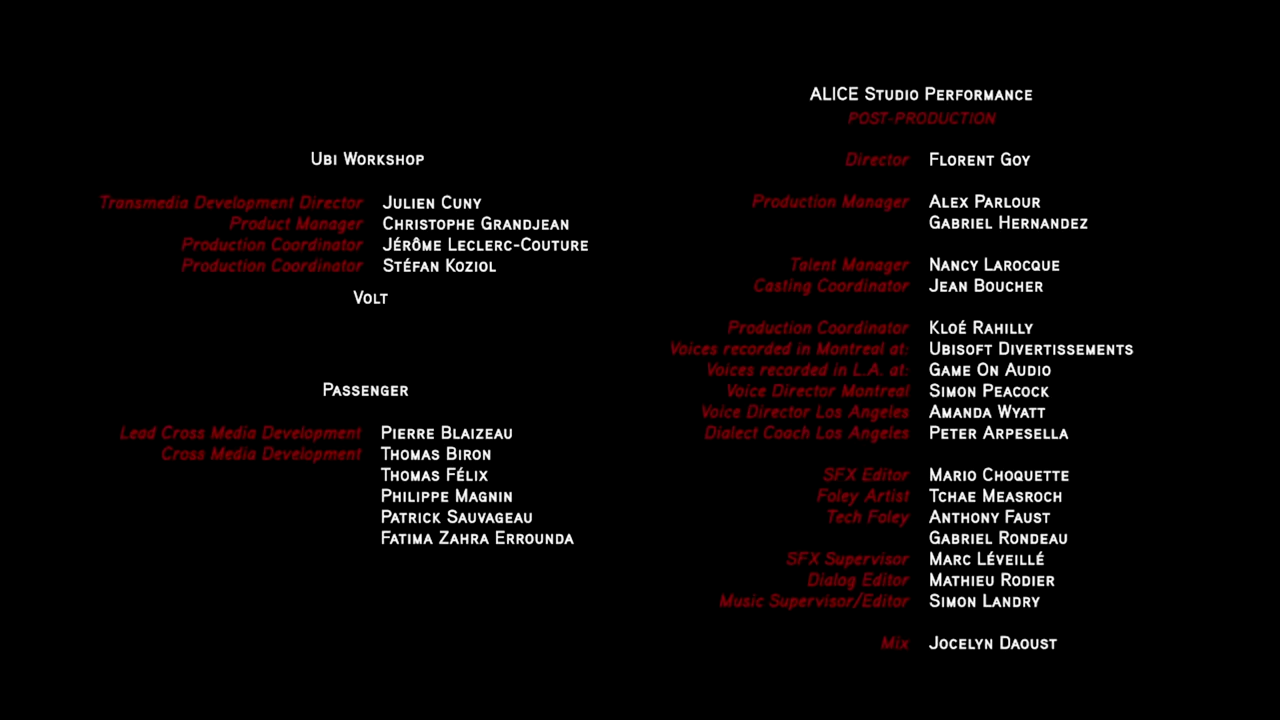 Ubi Workshop
Transmedia Development Director Julien Cuny
Product Manager Christophe Grandjean
Production Coordinator Jérôme Leclerc-Couture
Production Coordinator Stéfan Koziol
Volt
Passenger
Lead Cross Media Development Pierre Blaizeau
Cross Media Development Thomas Biron
Thomas Félix
Philippe Magnin
Patrick Sauvageau
Fatima Zahra Errounda
ALICE Studio Performance
POST-PRODUCTION
Director Florent Goy
Production Manager Alex Parlour
Gabriel Hernandez
Talent Manager Nancy Larocque
Casting Coordinator Jean Boucher
Production Coordinator Kloé Rahilly
Voices recorded in Montreal at: Ubisoft Divertissements
Voices recorded in L.A. at: Game On Audio
Voice Director Montreal Simon Peacock
Voice Director Los Angeles Amanda Wyatt
Dialect Coach Los Angeles Peter Arpesella
SFX Editor Mario Choquette
Foley Artist Tchae Measroch
Tech Foley Anthony Faust
Gabriel Rondeau
SFX Supervisor Marc Léveillé
Dialog Editor Mathieu Rodier
Music Supervisor/Editor Simon Landry
Mix Jocelyn Daoust